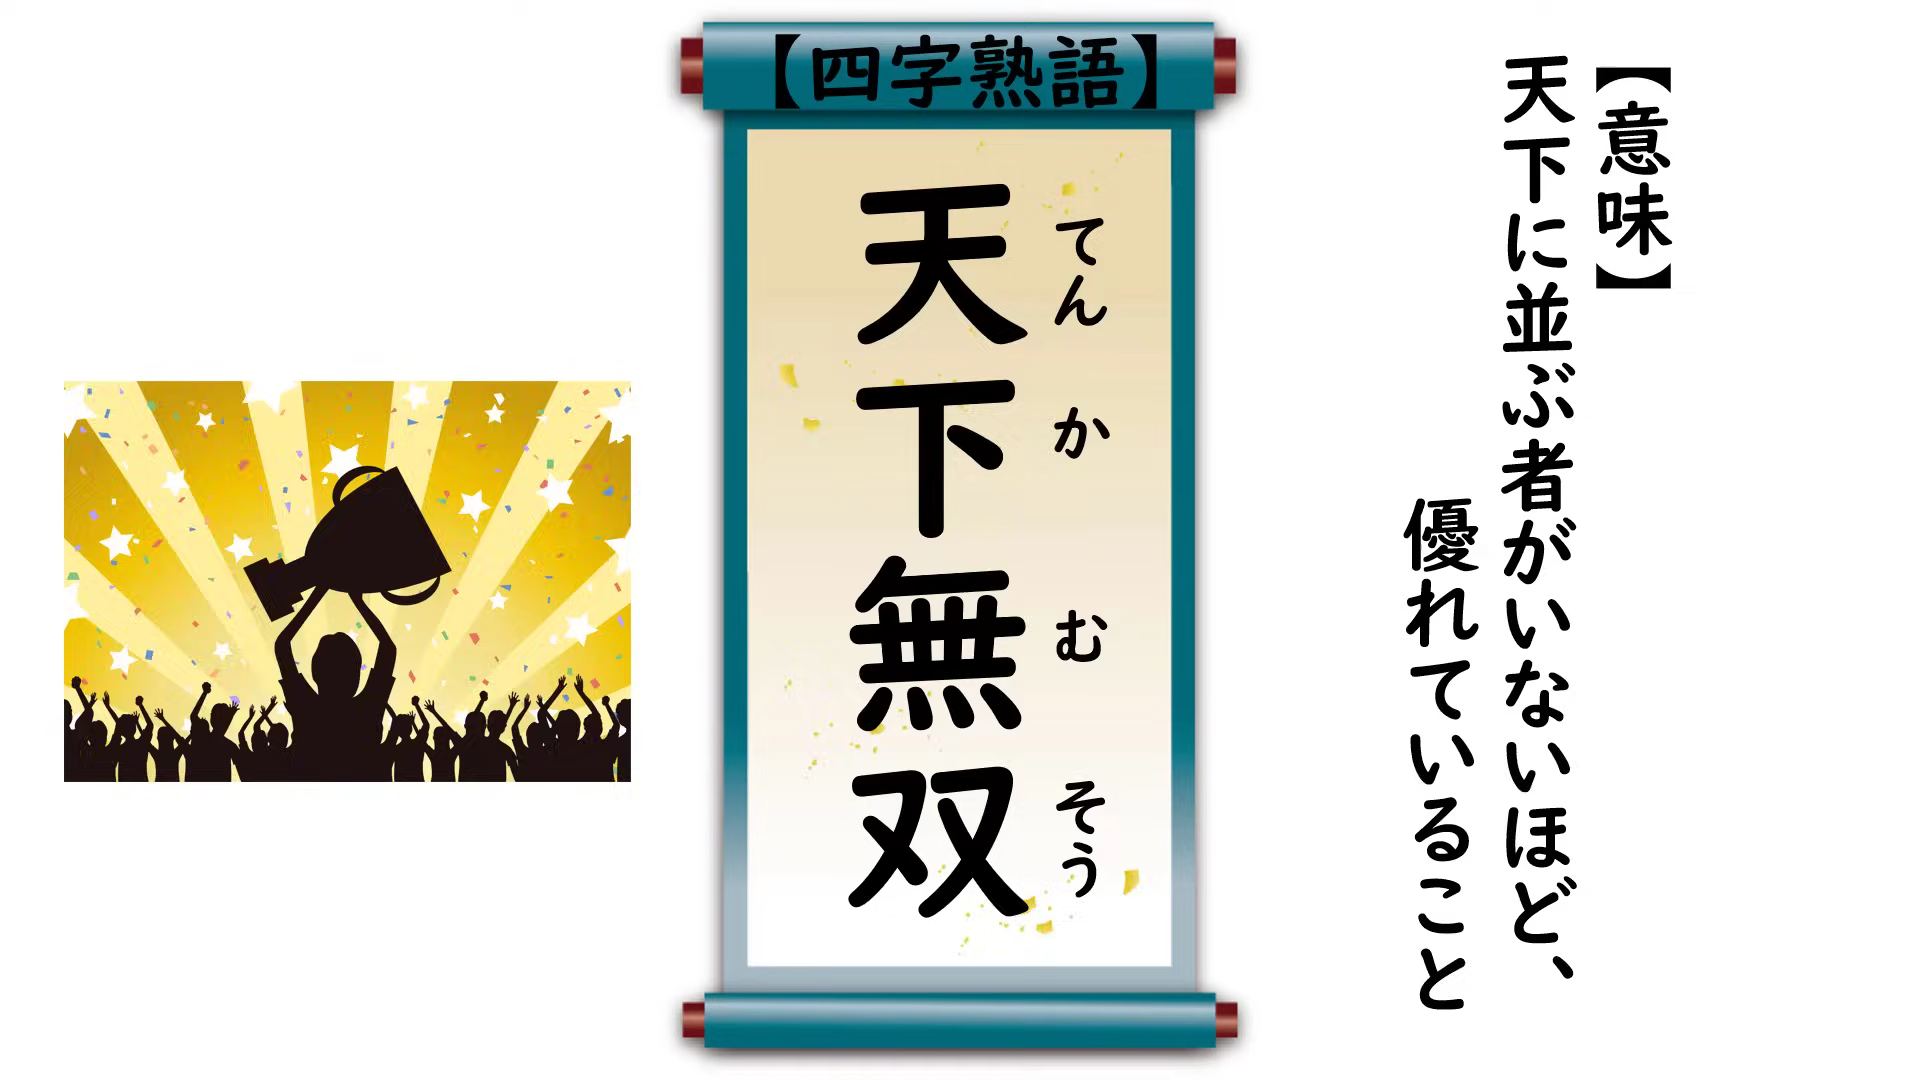 【四字熟語】
天下無双
てんかむそう
【意味】
天下に並ぶ者がいないほど、
優れていること